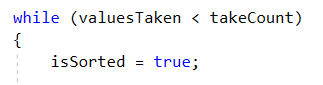 while (valuesTaken < takeCount)
{
isSorted = true;